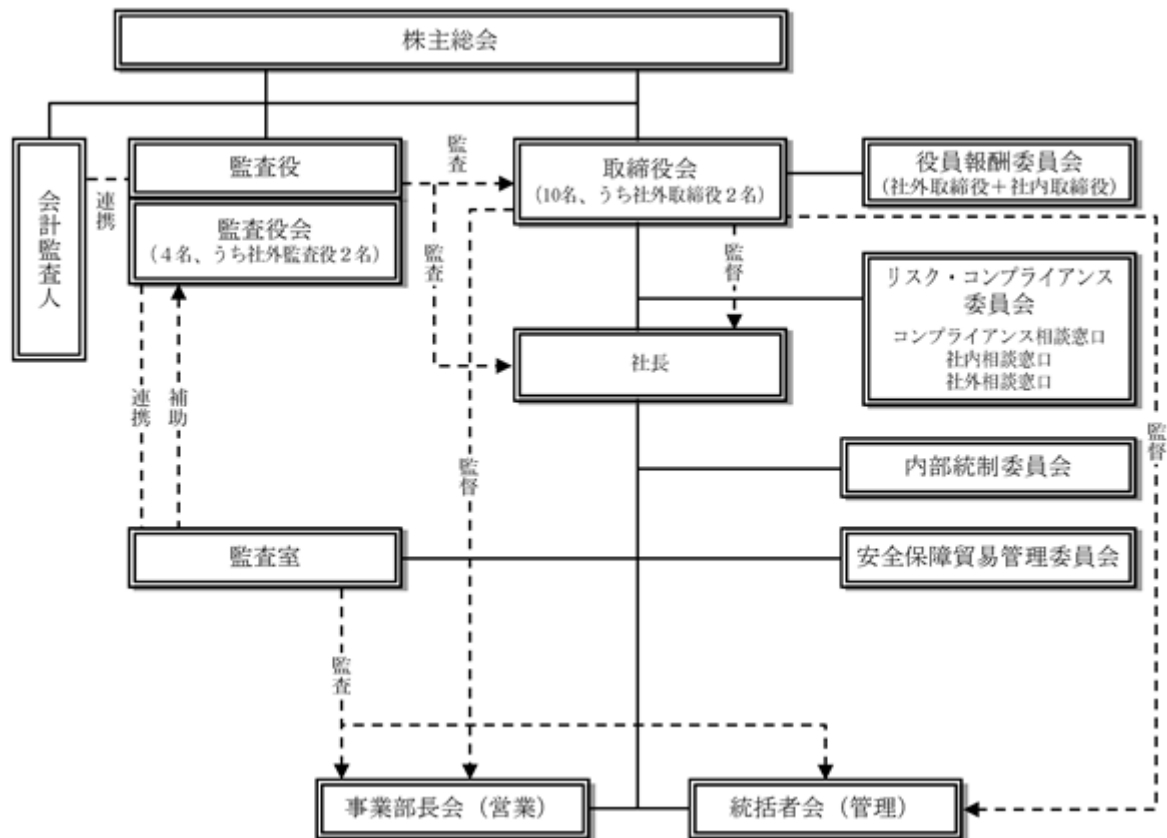 株主総会
会計監査人
連携
監査役
監査役会
（4名、うち社外監査役2名）
監査
監査
取締役会
（10名、うち社外取締役2名）
役員報酬委員会
（社外取締役＋社内取締役）
監督
リスク・コンプライアンス
委員会
コンプライアンス相談窓口
社内相談窓口
社外相談窓口
社長
連携
補助
監督
監督
内部統制委員会
監査室
安全保障貿易管理委員会
監査
事業部長会（営業）
統括者会（管理）